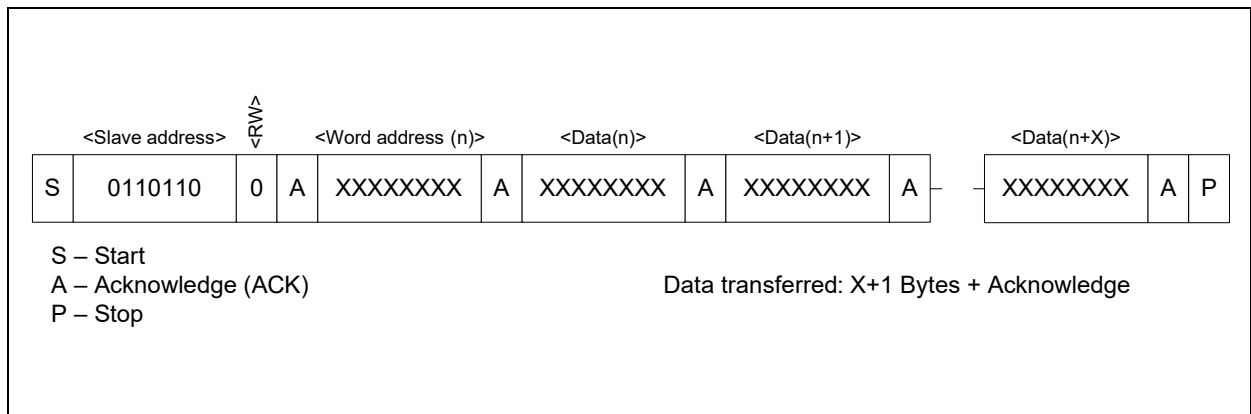 <RW>
<Slave address> <Word address (n)> <Data(n)> <Data(n+1)> <Data(n+X)>
S 0110110 0 A XXXXXXXX A XXXXXXXX A XXXXXXXX A XXXXXXXX A P
S – Start
A – Acknowledge (ACK) Data transferred: X+1 Bytes + Acknowledge
P – Stop